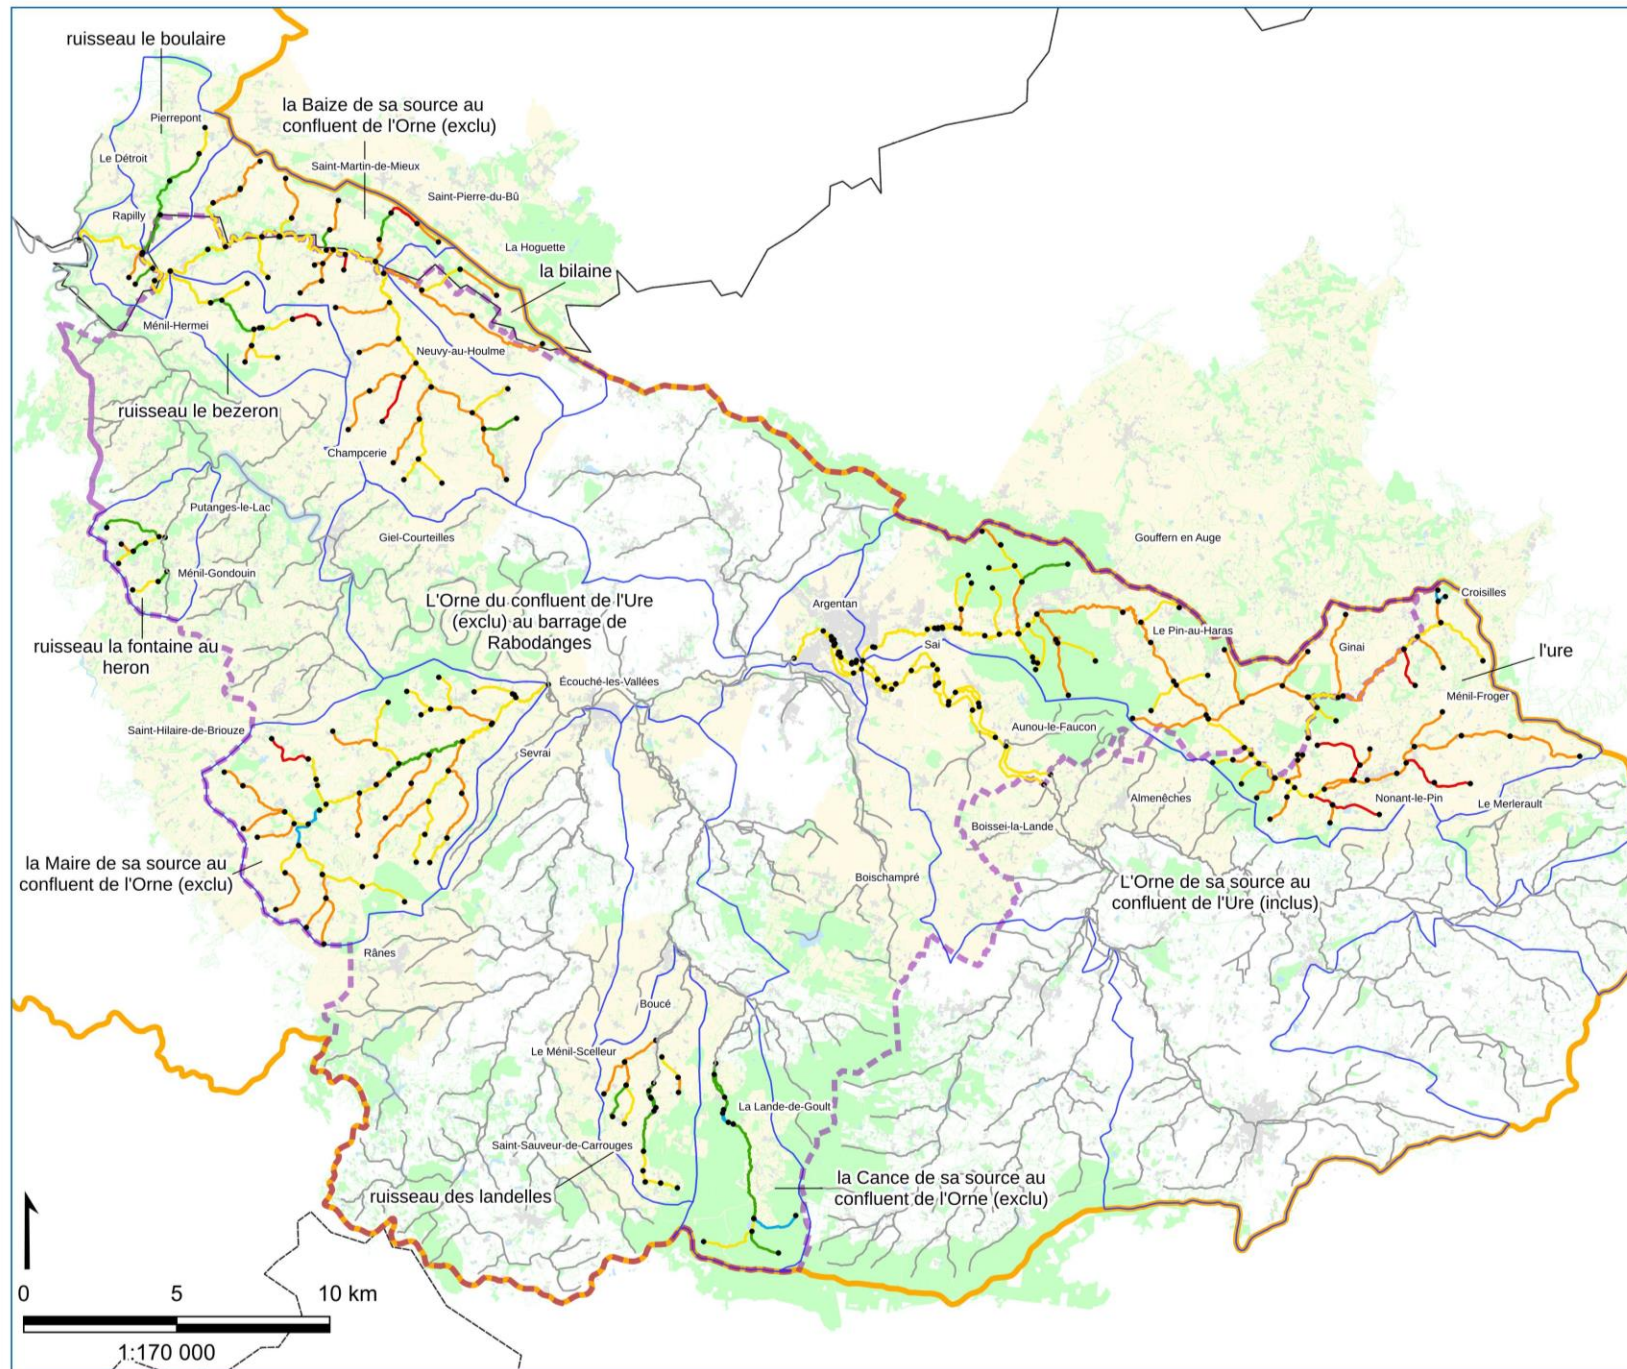 ruisseau le boulaire
Pierrepont
la Baize de sa source au
confluent de l'Orne (exclu)
Le Détroit
Saint-Martin-de-Mieux
Saint-Pierre-du-Bû
Rapilly
La Hoguette
la bilaine
Ménil-Hermei
Neuvy-au-Houlme
ruisseau le bezeron
Champcerie
Putanges-le-Lac
Giel-Courteilles
Gouffern en Auge
Ménil-Gondouin
L'Orne du confluent de l'Ure
(exclu) au barrage de
Rabodanges
Argentan
Croisilles
Le Pin-au-Haras
Sai
Ginai
l'ure
ruisseau la fontaine au
heron
Écouché-les-Vallées
Ménil-Froger
Saint-Hilaire-de-Briouze
Sevrai
Aunou-le-Faucon
Almenêches
Nonant-le-Pin
Le Merlerault
Boissei-la-Lande
la Maire de sa source au
confluent de l'Orne (exclu)
Boischampré
L'Orne de sa source au
confluent de l'Ure (inclus)
Rânes
Boucé
Le Ménil-Scelleur
La Lande-de-Goult
Saint-Sauveur-de-Carrouges
ruisseau des landelles
la Cance de sa source au
confluent de l'Orne (exclu)
0 5 10 km
1:170 000